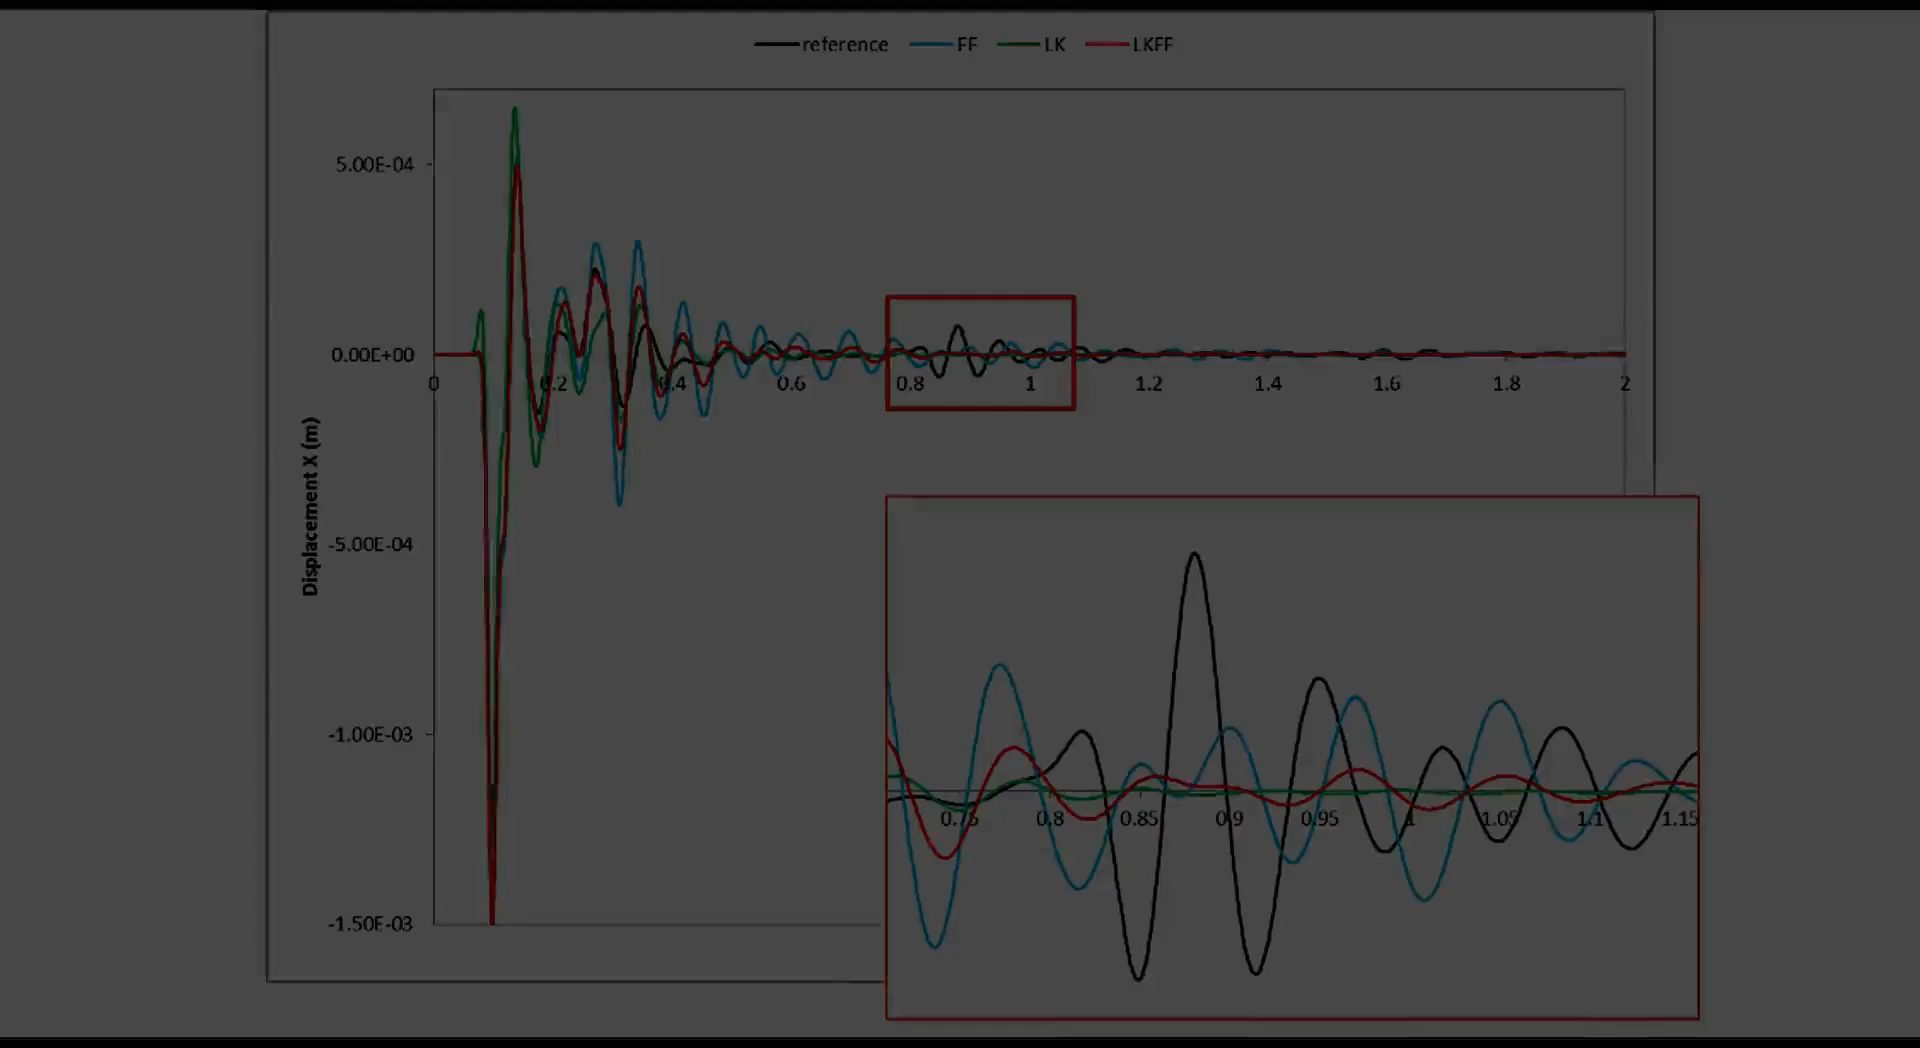 reference FF LK LKFF
5.00E-04
0.00E+00
0 0.2 0.4 0.6 0.8 1 1.2 1.4 1.6 1.8 2
Displacement X (m)
-5.00E-04
-1.00E-03
-1.50E-03
0.75 0.8 0.85 0.9 0.95 1 1.05 1.1 1.15